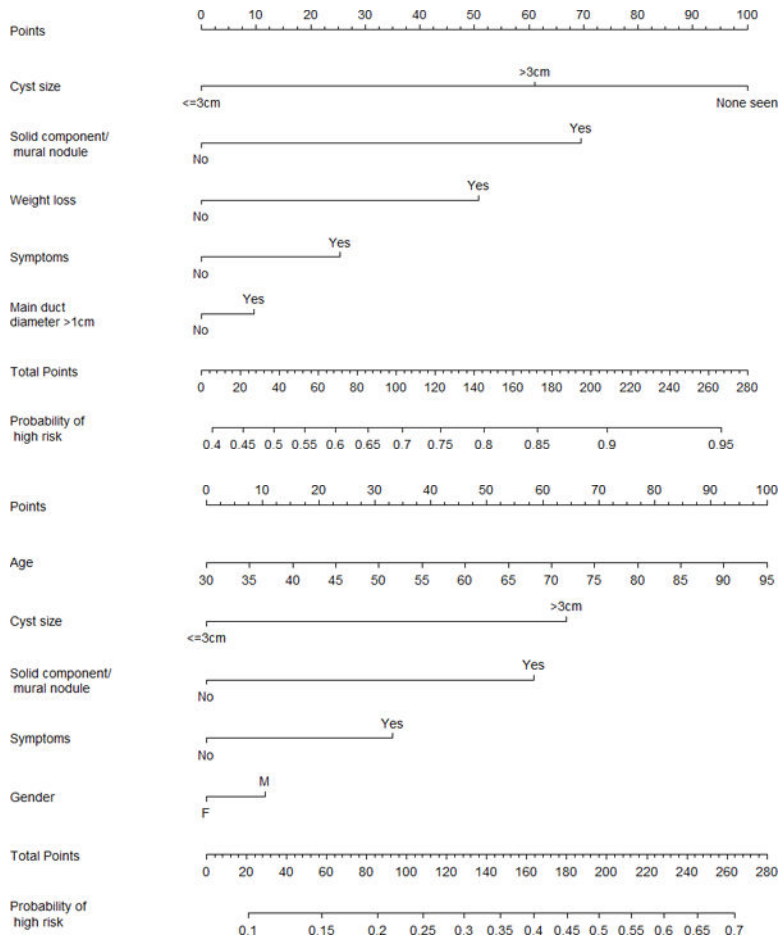 0 10 20 30 40 50 60 70 80 90 100
Points
>3cm
Cyst size
<=3cm None seen
Solid component/
mural nodule
Yes
No
Yes
Weight loss
No
Yes
Symptoms
No
Main duct
diameter >1cm
Yes
No
Total Points
0 20 40 60 80 100 120 140 160 180 200 220 240 260 280
Probability of
high risk
0.4 0.45 0.5 0.55 0.6 0.65 0.7 0.75 0.8 0.85 0.9 0.95
0 10 20 30 40 50 60 70 80 90 100
Points
Age
30 35 40 45 50 55 60 65 70 75 80 85 90 95
>3cm
Cyst size
<=3cm
Solid component/
mural nodule
Yes
No
Yes
Symptoms
No
M
Gender
F
Total Points
0 20 40 60 80 100 120 140 160 180 200 220 240 260 280
Probability of
high risk
0.1 0.15 0.2 0.25 0.3 0.35 0.4 0.45 0.5 0.55 0.6 0.65 0.7